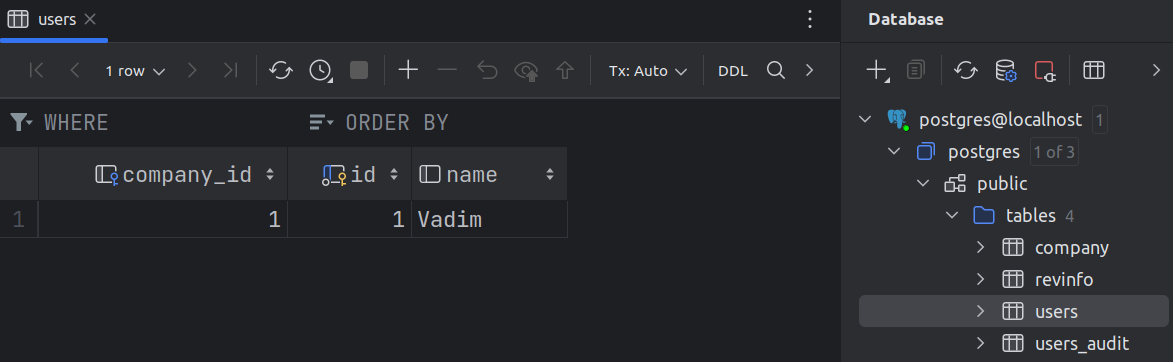 users
1 row
Tx: Auto
DDL
WHERE
ORDER BY
company_id
id
name
1
1
1
Vadim
Database
postgres@localhost 1
postgres 1 of 3
public
tables 4
company
revinfo
users
users_audit